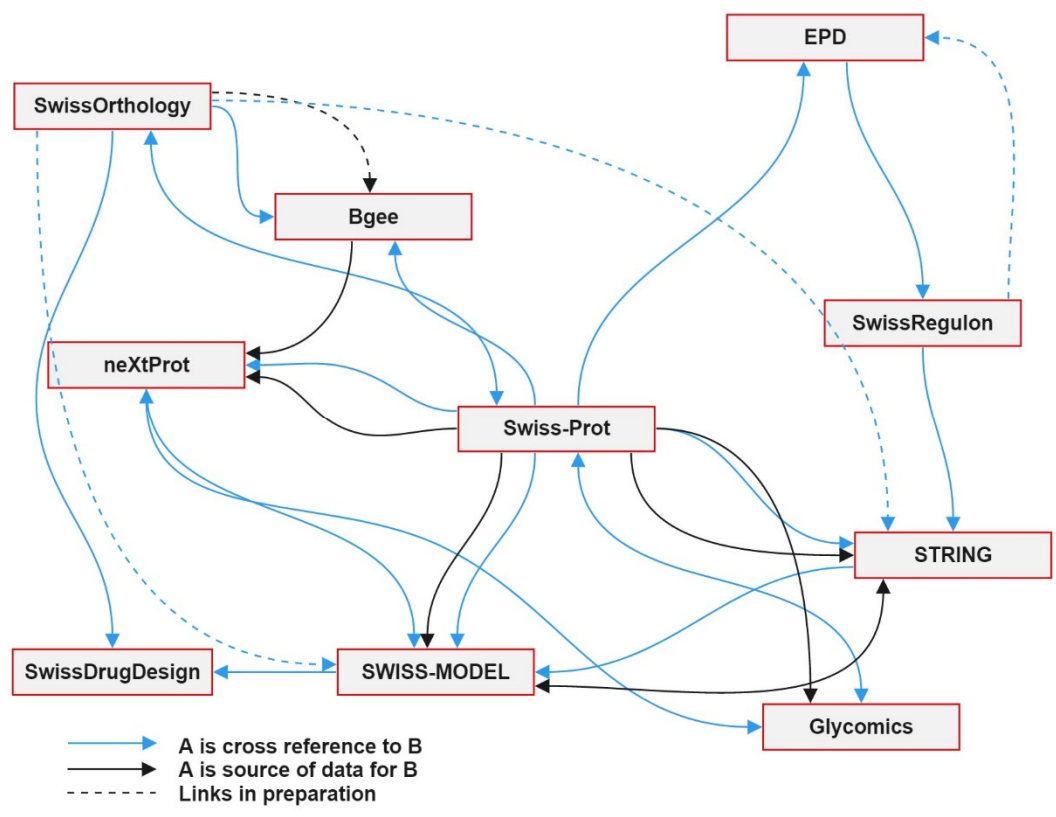 EPD
SwissOrthology
Bgee
SwissRegulon
neXtProt
Swiss-Prot
STRING
SwissDrugDesign
SWISS-MODEL
Glycomics
A is cross reference to B
A is source of data for B
Links in preparation